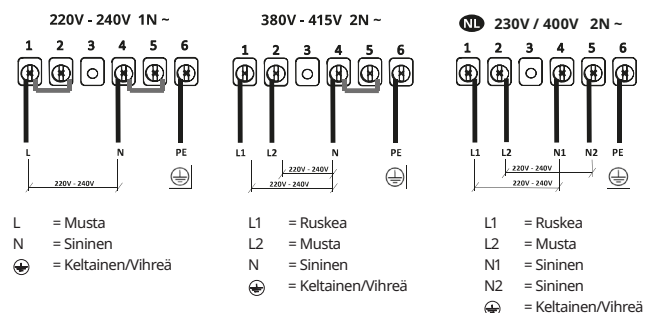 220V - 240V 1N ~
1 2 3 4 5 6
L N PE
220V - 240V
L = Musta
N = Sininen
= Keltainen/Vihreä
380V - 415V 2N ~
1 2 3 4 5 6
L1 L2 N PE
220V - 240V
220V - 240V
L1 = Ruskea
L2 = Musta
N = Sininen
= Keltainen/Vihreä
NL 230V / 400V 2N ~
1 2 3 4 5 6
L1 L2 N1 N2 PE
220V - 240V
220V - 240V
L1 = Ruskea
L2 = Musta
N1 = Sininen
N2 = Sininen
= Keltainen/Vihreä